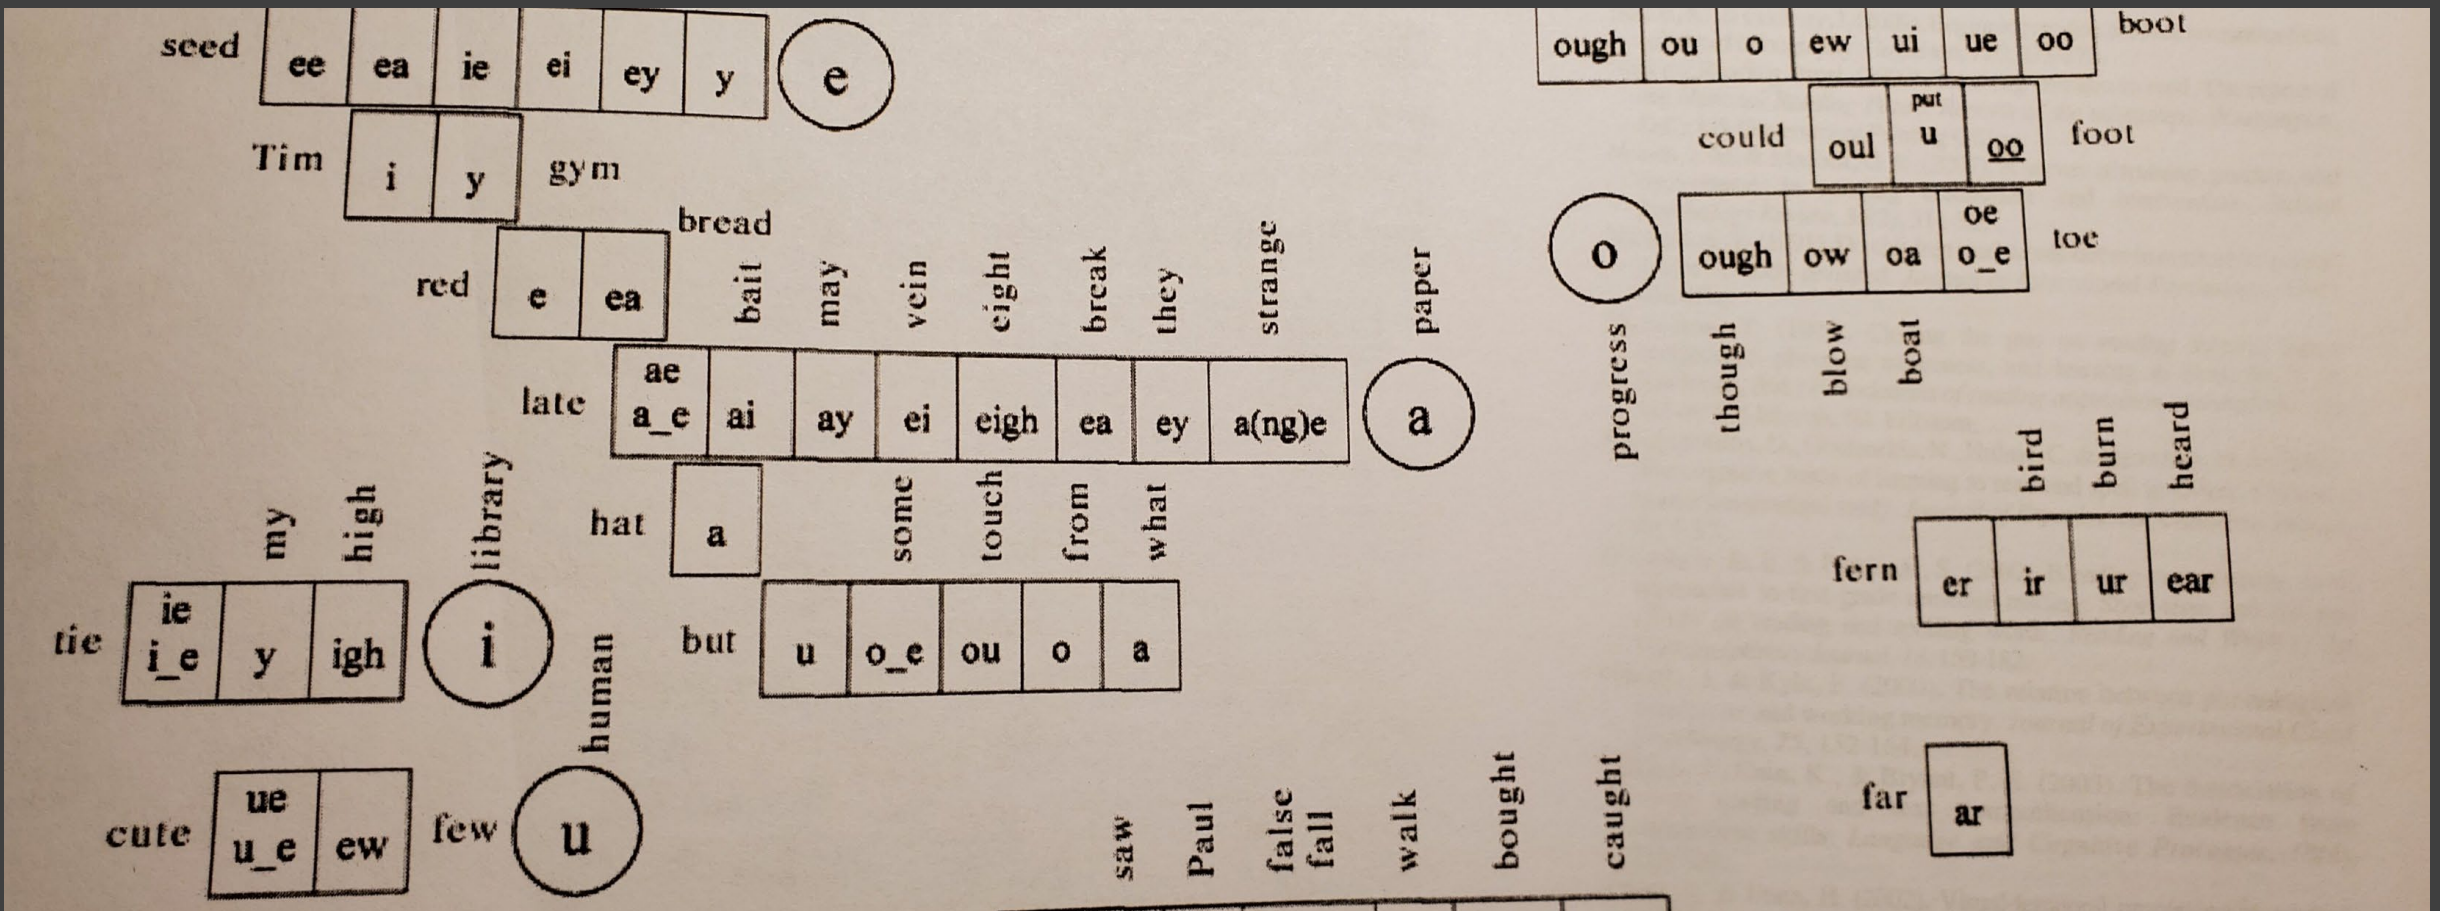 seed ee ea ie ei ey y e
ough ou o ew ui ue oo boot
Tim i y gym
could oul put u oo foot
red e ea bread
o ough ow oa oe o_e toe
progress though blow boat
bait may vein eight break they strange paper
late ae a_e ai ay ei eigh ea ey a(ng)e a
hat a
bird burn heard
fern er ir ur ear
my high library
tie ie i_e y igh i
some touch from what
but u o_e ou o a
human
cute ue u_e ew few u
far ar
saw Paul false fall walk bought caught